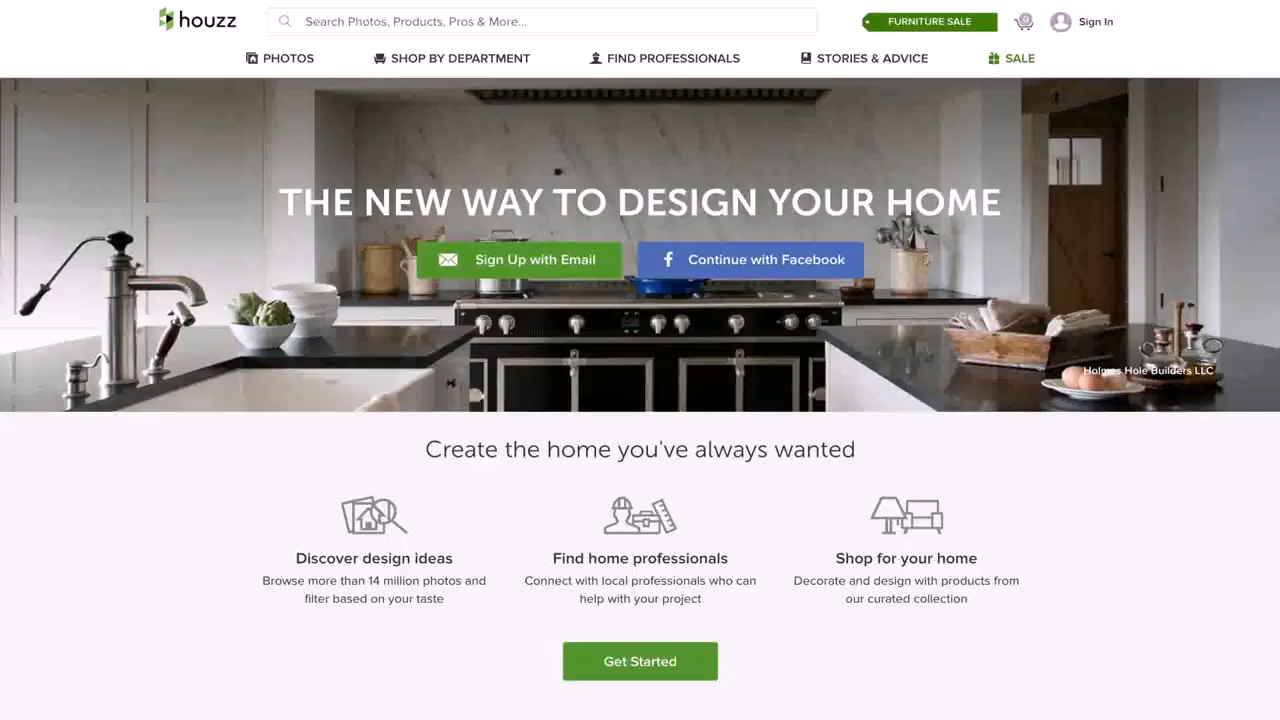 houzz
Search Photos, Products, Pros & More...
FURNITURE SALE
0
Sign In
PHOTOS
SHOP BY DEPARTMENT
FIND PROFESSIONALS
STORIES & ADVICE
SALE
THE NEW WAY TO DESIGN YOUR HOME
Sign Up with Email
f Continue with Facebook
Holmes Hole Builders LLC
Create the home you've always wanted
Discover design ideas
Browse more than 14 million photos and
filter based on your taste
Find home professionals
Connect with local professionals who can
help with your project
Shop for your home
Decorate and design with products from
our curated collection
Get Started